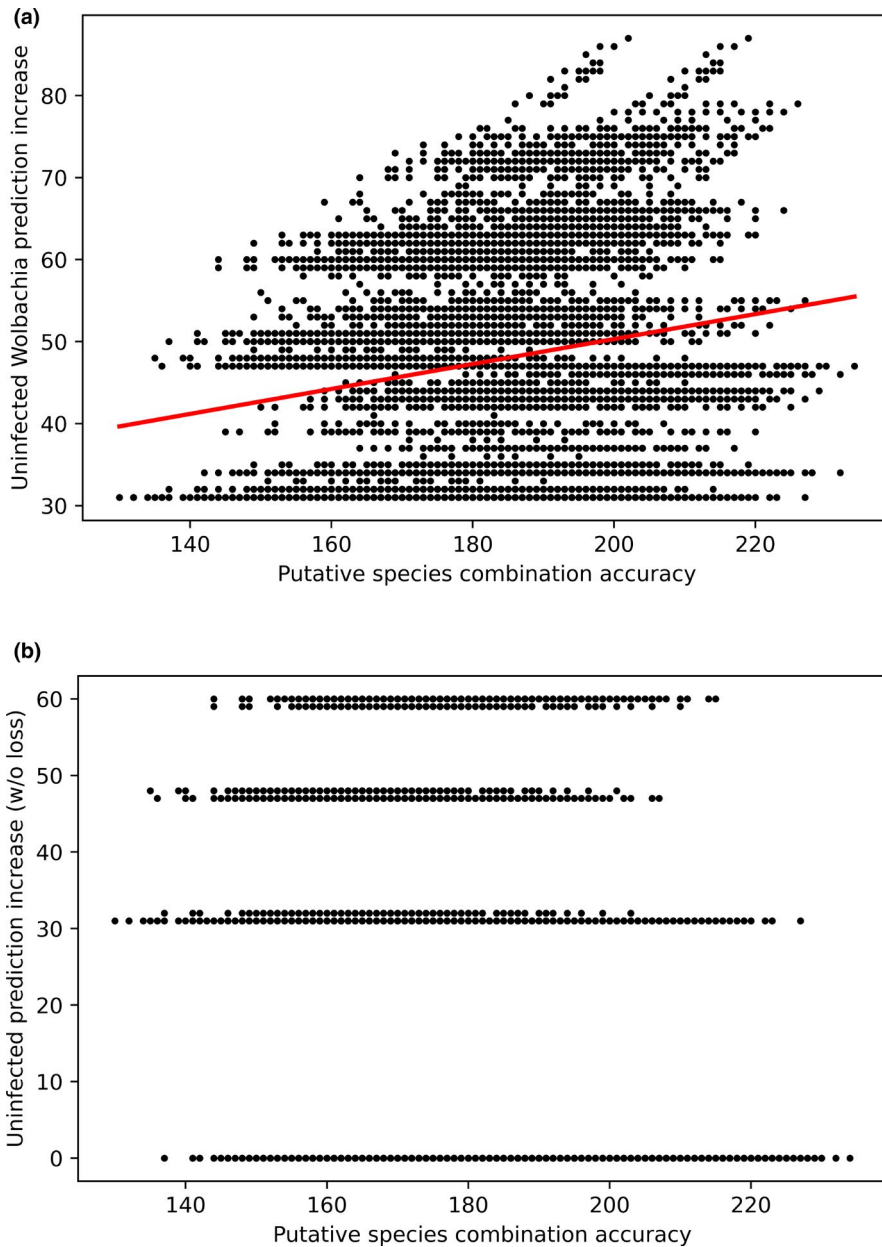 (a)
Uninfected Wolbachia prediction increase
80
70
60
50
40
30
140 160 180 200 220
Putative species combination accuracy
(b)
Uninfected prediction increase (w/o loss)
60
50
40
30
20
10
0
140 160 180 200 220
Putative species combination accuracy